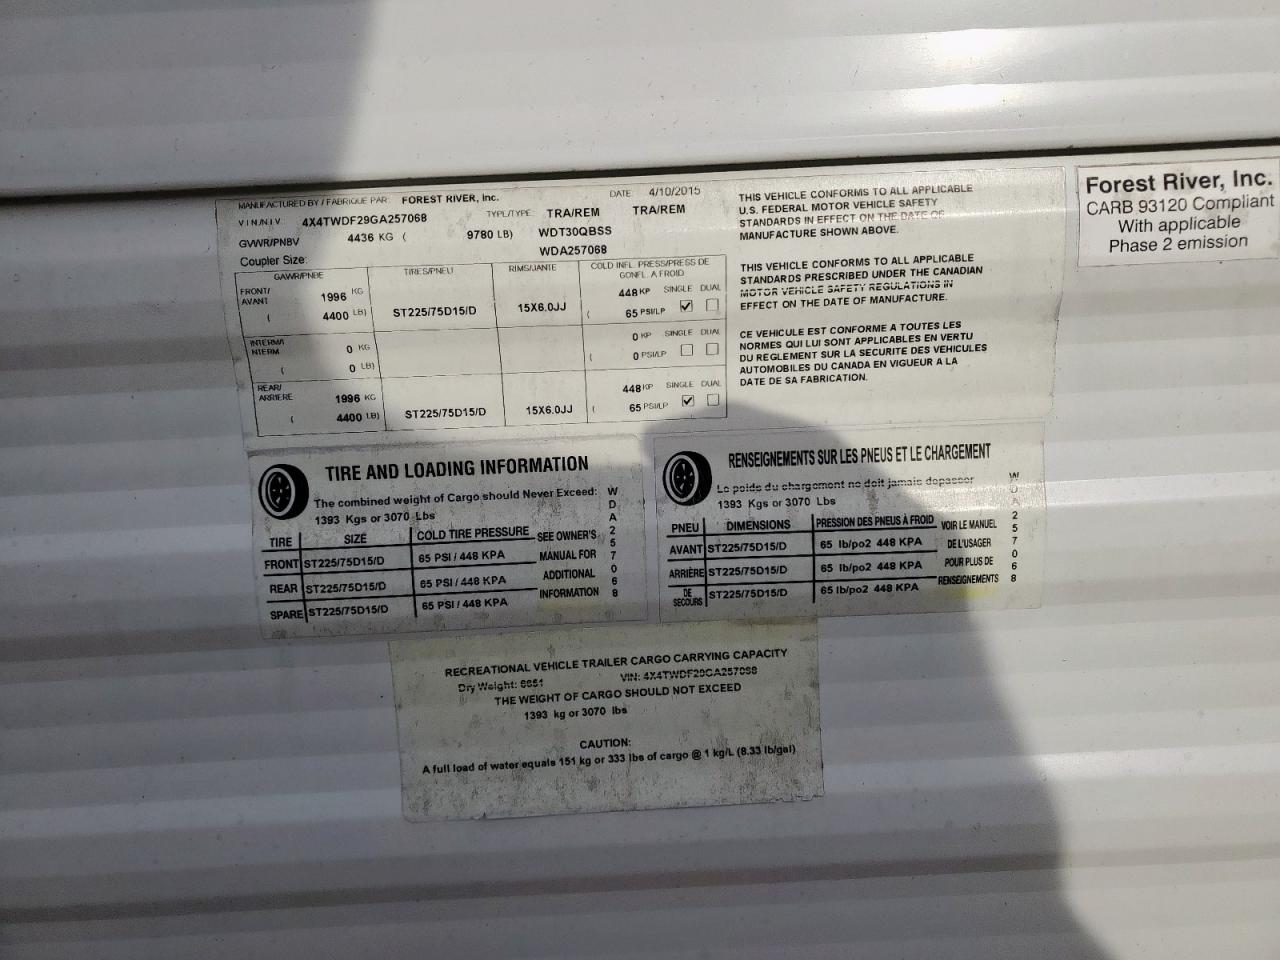 MANUFACTURED BY / FABRIQUE PAR: FOREST RIVER, Inc. DATE 4/10/2015
V I N / N I V 4X4TWDF29GA257068 TYPE/TYPE: TRA/REM TRA/REM
GVWR/PNBV 4436 KG ( 9780 LB) WDT30QBSS
WDA257068
Coupler Size:
GAWR/PNBE TIRES/PNEU RIMS/JANTE COLD INFL. PRESS/PRESS DE GONFL. A FROID
FRONT/ AVANT 1996 KG 448 KP SINGLE DUAL
( 4400 LB) ST225/75D15/D 15X6.0JJ ( 65 PSI/LP
INTERM/ NTERM 0 KG 0 KP SINGLE DUAL
( 0 LB) ( 0 PSI/LP
REAR/ ARRIERE 1996 KG 448 KP SINGLE DUAL
( 4400 LB) ST225/75D15/D 15X6.0JJ ( 65 PSI/LP
THIS VEHICLE CONFORMS TO ALL APPLICABLE
U.S. FEDERAL MOTOR VEHICLE SAFETY
STANDARDS IN EFFECT ON THE DATE OF
MANUFACTURE SHOWN ABOVE.
THIS VEHICLE CONFORMS TO ALL APPLICABLE
STANDARDS PRESCRIBED UNDER THE CANADIAN
MOTOR VEHICLE SAFETY REGULATIONS IN
EFFECT ON THE DATE OF MANUFACTURE.
CE VEHICULE EST CONFORME A TOUTES LES
NORMES QUI LUI SONT APPLICABLES EN VERTU
DU REGLEMENT SUR LA SECURITE DES VEHICULES
AUTOMOBILES DU CANADA EN VIGUEUR A LA
DATE DE SA FABRICATION.
Forest River, Inc.
CARB 93120 Compliant
With applicable
Phase 2 emission
TIRE AND LOADING INFORMATION
The combined weight of Cargo should Never Exceed:
1393 Kgs or 3070 Lbs
TIRE SIZE COLD TIRE PRESSURE SEE OWNER'S
FRONT ST225/75D15/D 65 PSI / 448 KPA MANUAL FOR
REAR ST225/75D15/D 65 PSI / 448 KPA ADDITIONAL
SPARE ST225/75D15/D 65 PSI / 448 KPA INFORMATION
WDA257068
RENSEIGNEMENTS SUR LES PNEUS ET LE CHARGEMENT
Le poids du chargement ne doit jamais depasser
1393 Kgs or 3070 Lbs
PNEU DIMENSIONS PRESSION DES PNEUS À FROID VOIR LE MANUEL
AVANT ST225/75D15/D 65 lb/po2 448 KPA DE L'USAGER
ARRIÈRE ST225/75D15/D 65 lb/po2 448 KPA POUR PLUS DE
DE SECOURS ST225/75D15/D 65 lb/po2 448 KPA RENSEIGNEMENTS
WDA257068
RECREATIONAL VEHICLE TRAILER CARGO CARRYING CAPACITY
Dry Weight: 6651 VIN: 4X4TWDF29GA257068
THE WEIGHT OF CARGO SHOULD NOT EXCEED
1393 kg or 3070 lbs
CAUTION:
A full load of water equals 151 kg or 333 lbs of cargo @ 1 kg/L (8.33 lb/gal)